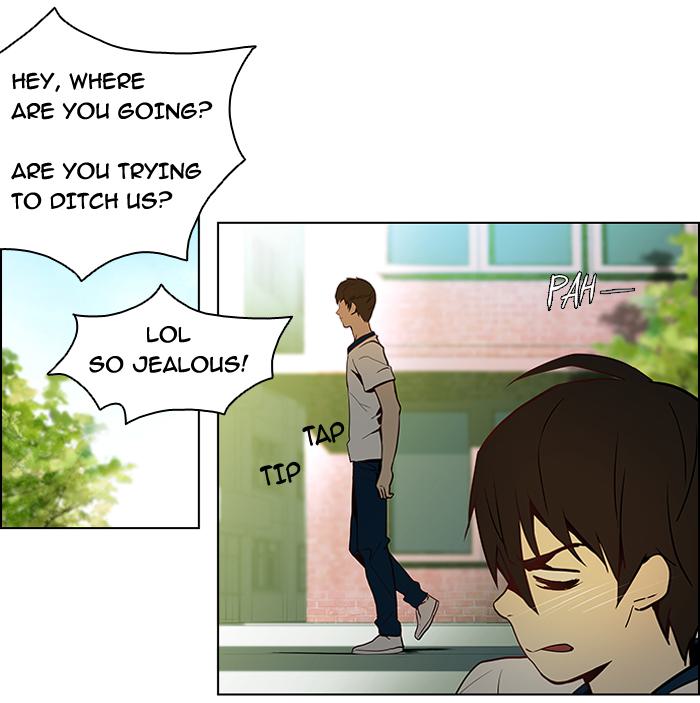 HEY, WHERE
ARE YOU GOING?
ARE YOU TRYING
TO DITCH US?
LOL
SO JEALOUS!
PAH—
TAP
TIP